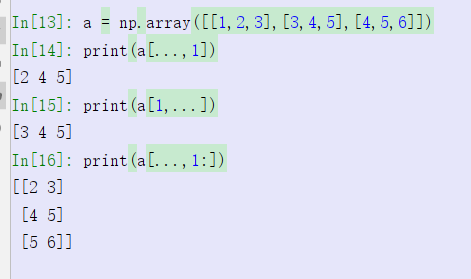 In[13]: a = np.array([[1,2,3],[3,4,5],[4,5,6]])
In[14]: print(a[...,1])
[2 4 5]
In[15]: print(a[1,...])
[3 4 5]
In[16]: print(a[...,1:])
[[2 3]
 [4 5]
 [5 6]]